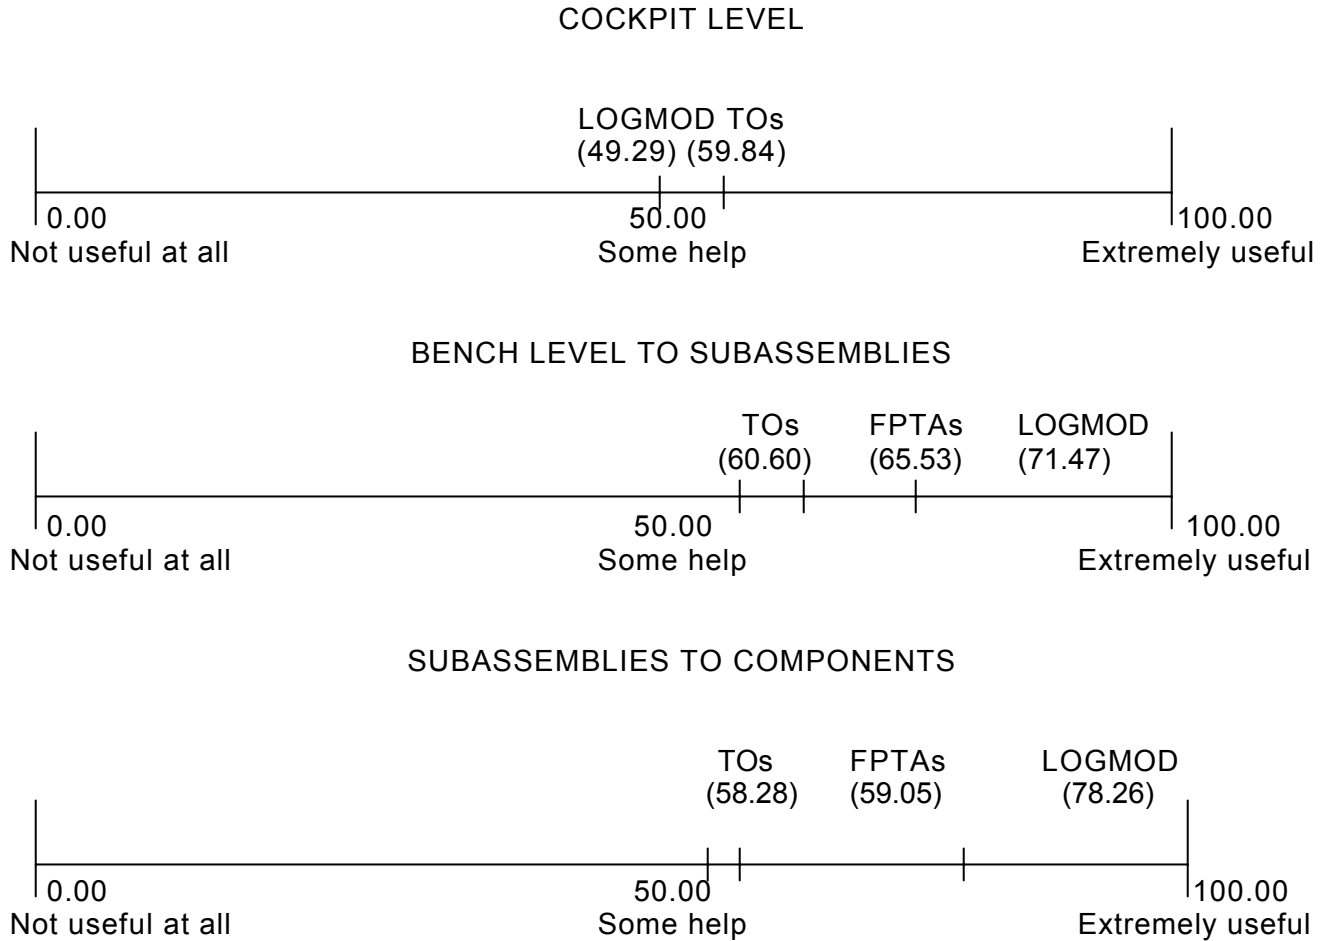 COCKPIT LEVEL
LOGMOD TOs
(49.29) (59.84)
0.00 50.00 100.00
Not useful at all Some help Extremely useful
BENCH LEVEL TO SUBASSEMBLIES
TOs FPTAs LOGMOD
(60.60) (65.53) (71.47)
0.00 50.00 100.00
Not useful at all Some help Extremely useful
SUBASSEMBLIES TO COMPONENTS
TOs FPTAs LOGMOD
(58.28) (59.05) (78.26)
0.00 50.00 100.00
Not useful at all Some help Extremely useful